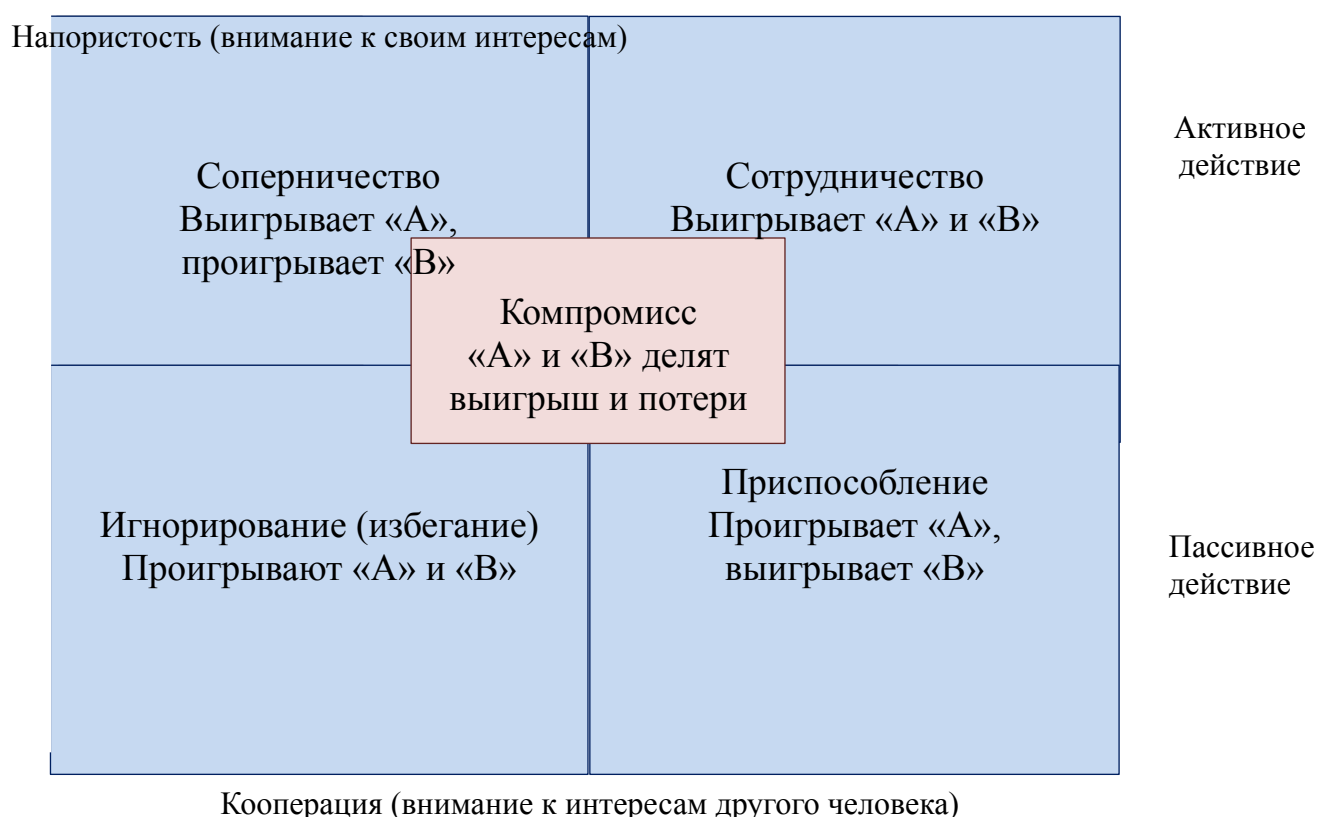 Напористость (внимание к своим интересам)
Активное
действие
Соперничество
Выигрывает «А»,
проигрывает «В»
Сотрудничество
Выигрывает «А» и «В»
Компромисс
«А» и «В» делят
выигрыш и потери
Игнорирование (избегание)
Проигрывают «А» и «В»
Приспособление
Проигрывает «А»,
выигрывает «В»
Пассивное
действие
Кооперация (внимание к интересам другого человека)